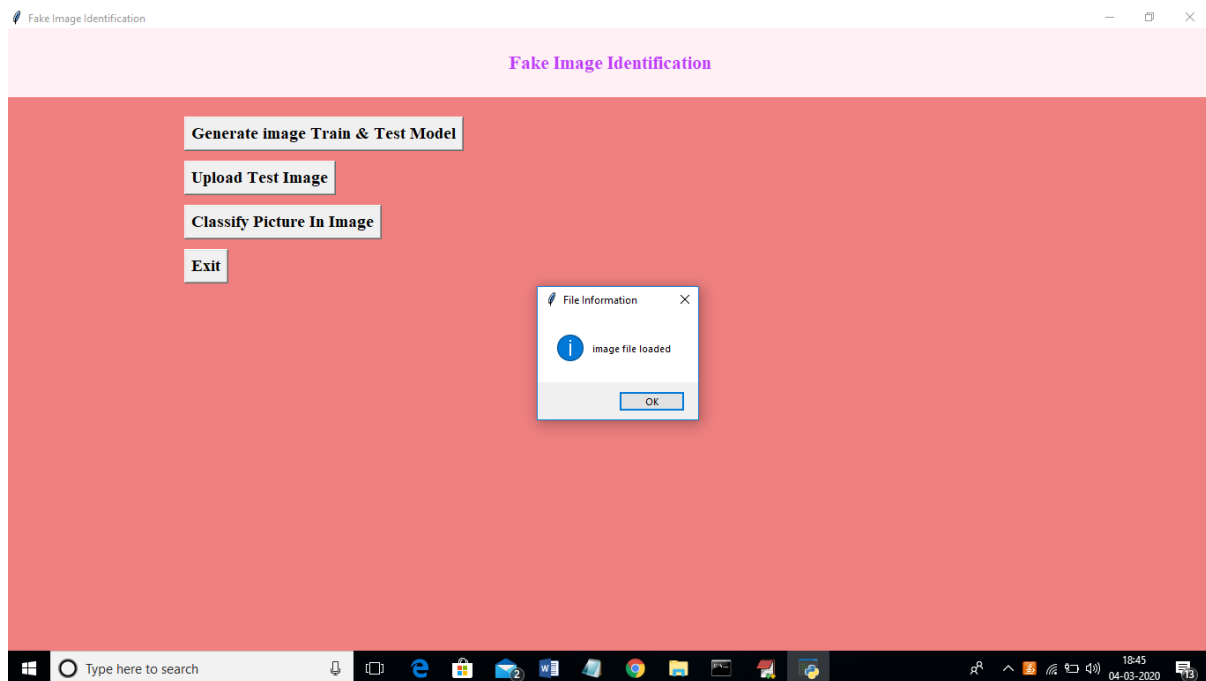 Fake Image Identification
Fake Image Identification
Generate image Train & Test Model
Upload Test Image
Classify Picture In Image
Exit
File Information
image file loaded
OK
Type here to search
2
18:45
04-03-2020
13